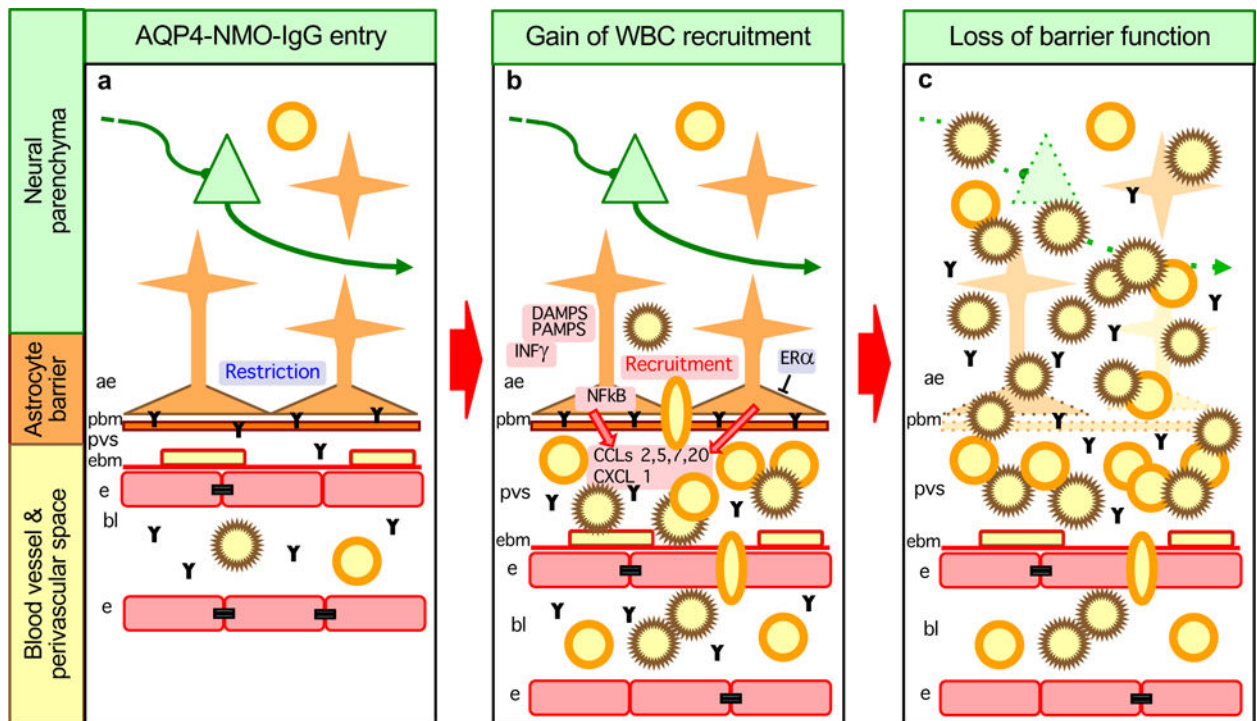 AQP4-NMO-IgG entry
Gain of WBC recruitment
Loss of barrier function
Neural
parenchyma
Astrocyte
barrier
Blood vessel &
perivascular space
a
Restriction
ae
pbm
pvs
ebm
e
bl
e
b
DAMPS
PAMPS
INFγ
Recruitment
ERα
ae
NFkB
pbm
CCLs 2,5,7,20
CXCL 1
pvs
ebm
e
bl
e
c
ae
pbm
pvs
ebm
e
bl
e